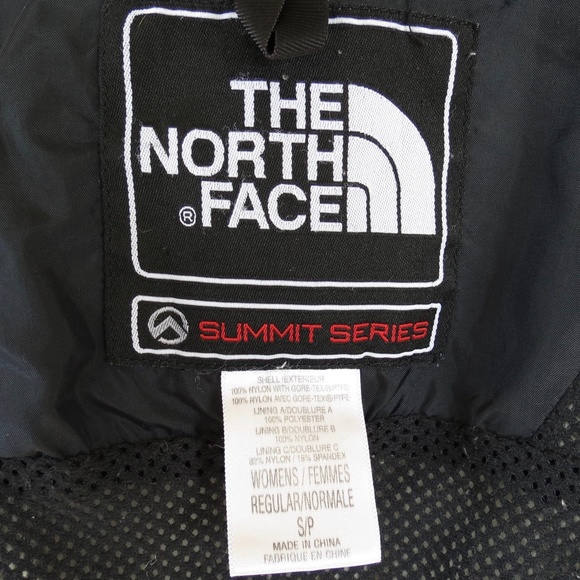 THE
NORTH
FACE
®
SUMMIT SERIES
SHELL/EXTERIEUR
100% NYLON WITH GORE-TEX®/PTFE
100% NYLON AVEC GORE-TEX®/PTFE
LINING A/DOUBLURE A
100% POLYESTER
LINING B/DOUBLURE B
100% NYLON
LINING C/DOUBLURE C
82% NYLON / 18% SPANDEX
WOMENS / FEMMES
REGULAR/NORMALE
S/P
MADE IN CHINA
FABRIQUE EN CHINE